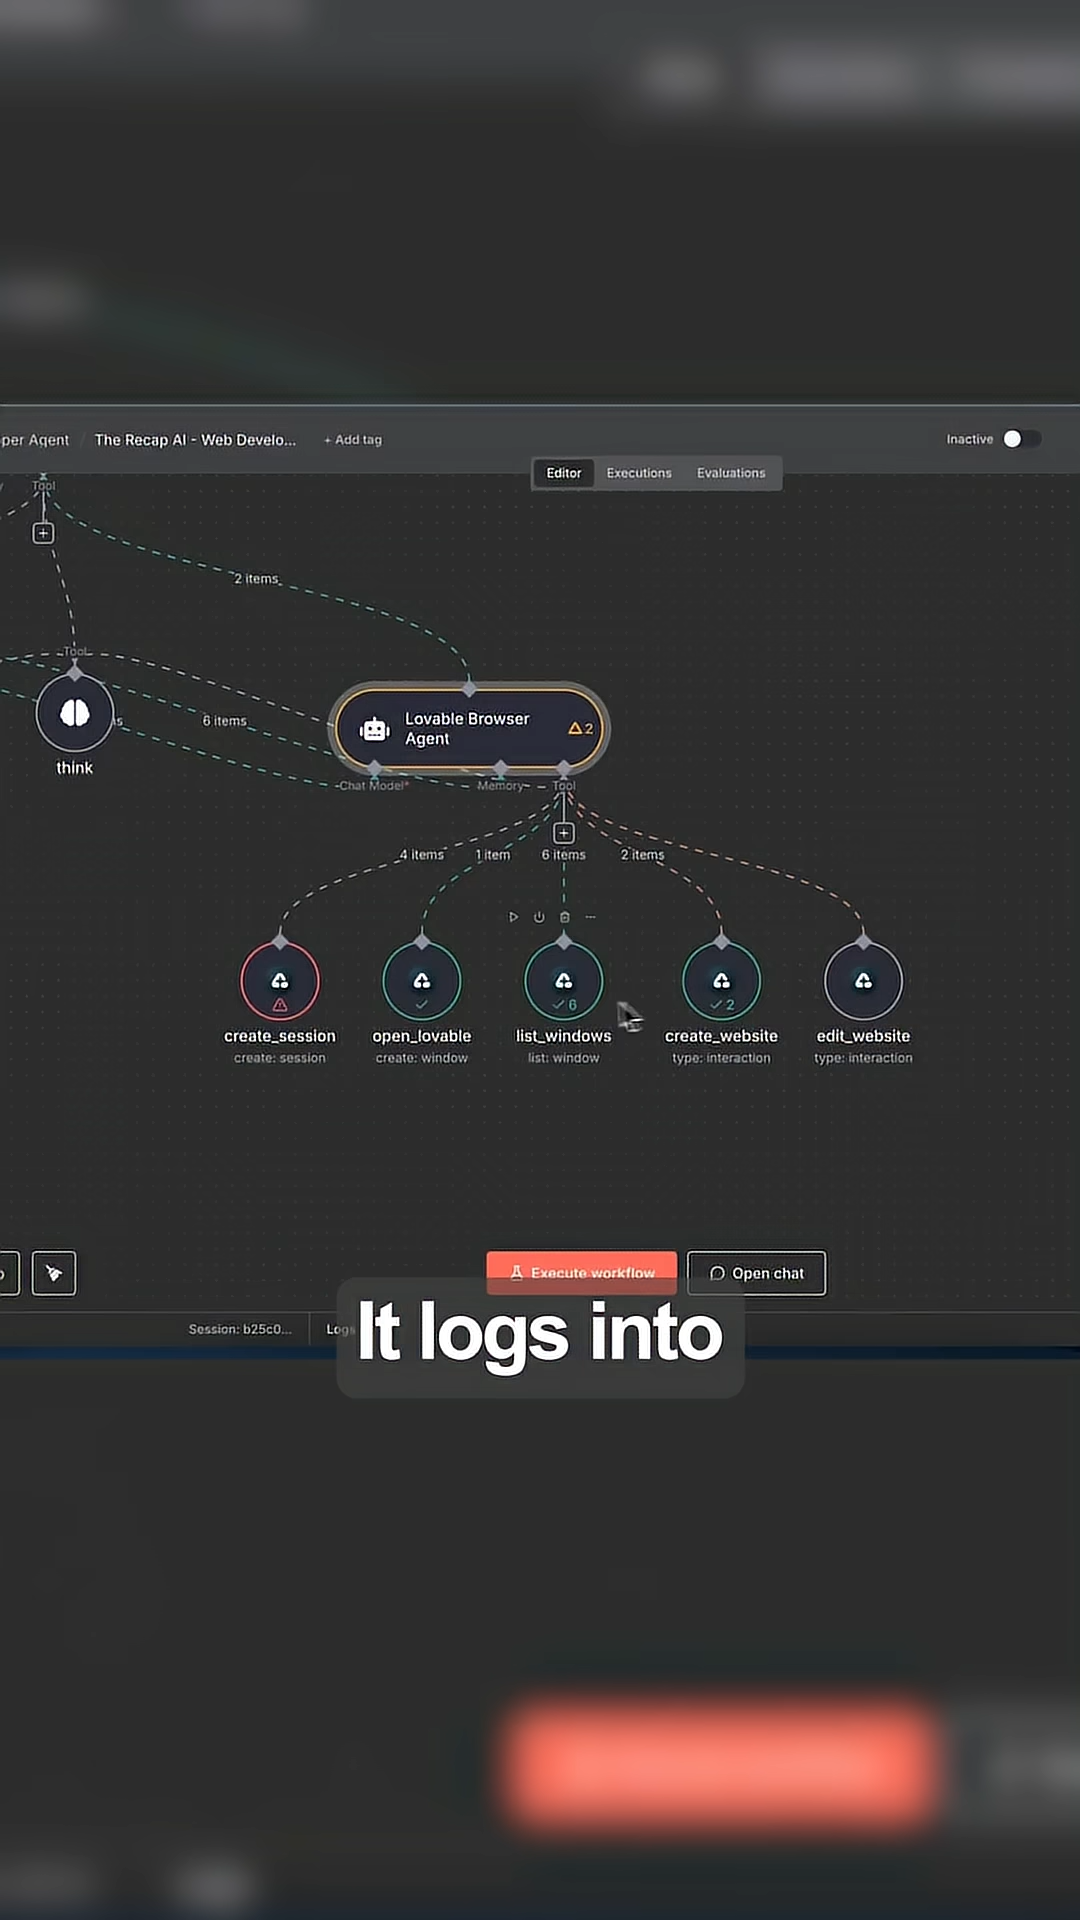 per Agent / The Recap AI - Web Develo... + Add tag
Inactive
Editor Executions Evaluations
Tool
2 items
Tool
6 items
think
Lovable Browser
Agent
2
Chat Model*
Memory
Tool
4 items
1 item
6 items
2 items
6
2
create_session
open_lovable
list_windows
create_website
edit_website
create: session
create: window
list: window
type: interaction
type: interaction
Execute workflow
Open chat
Session: b25c0...
Logs
It logs into